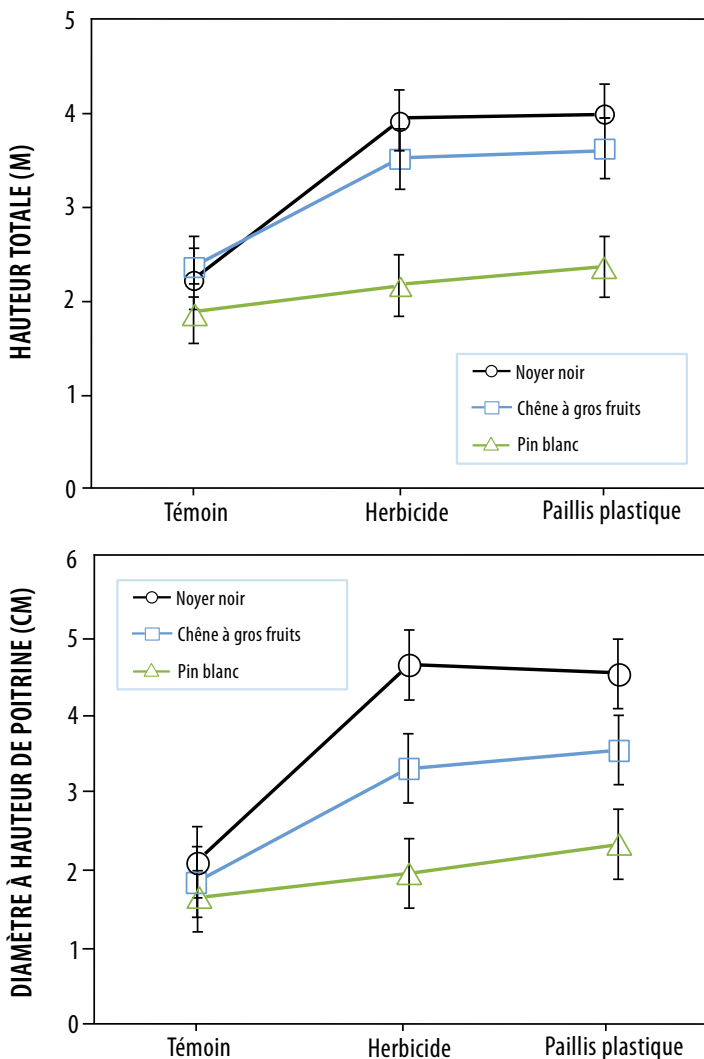 HAUTEUR TOTALE (M)
5
4
3
2
1
0
Noyer noir
Chêne à gros fruits
Pin blanc
Témoin
Herbicide
Paillis plastique
DIAMÈTRE À HAUTEUR DE POITRINE (CM)
6
5
4
3
2
1
0
Noyer noir
Chêne à gros fruits
Pin blanc
Témoin
Herbicide
Paillis plastique